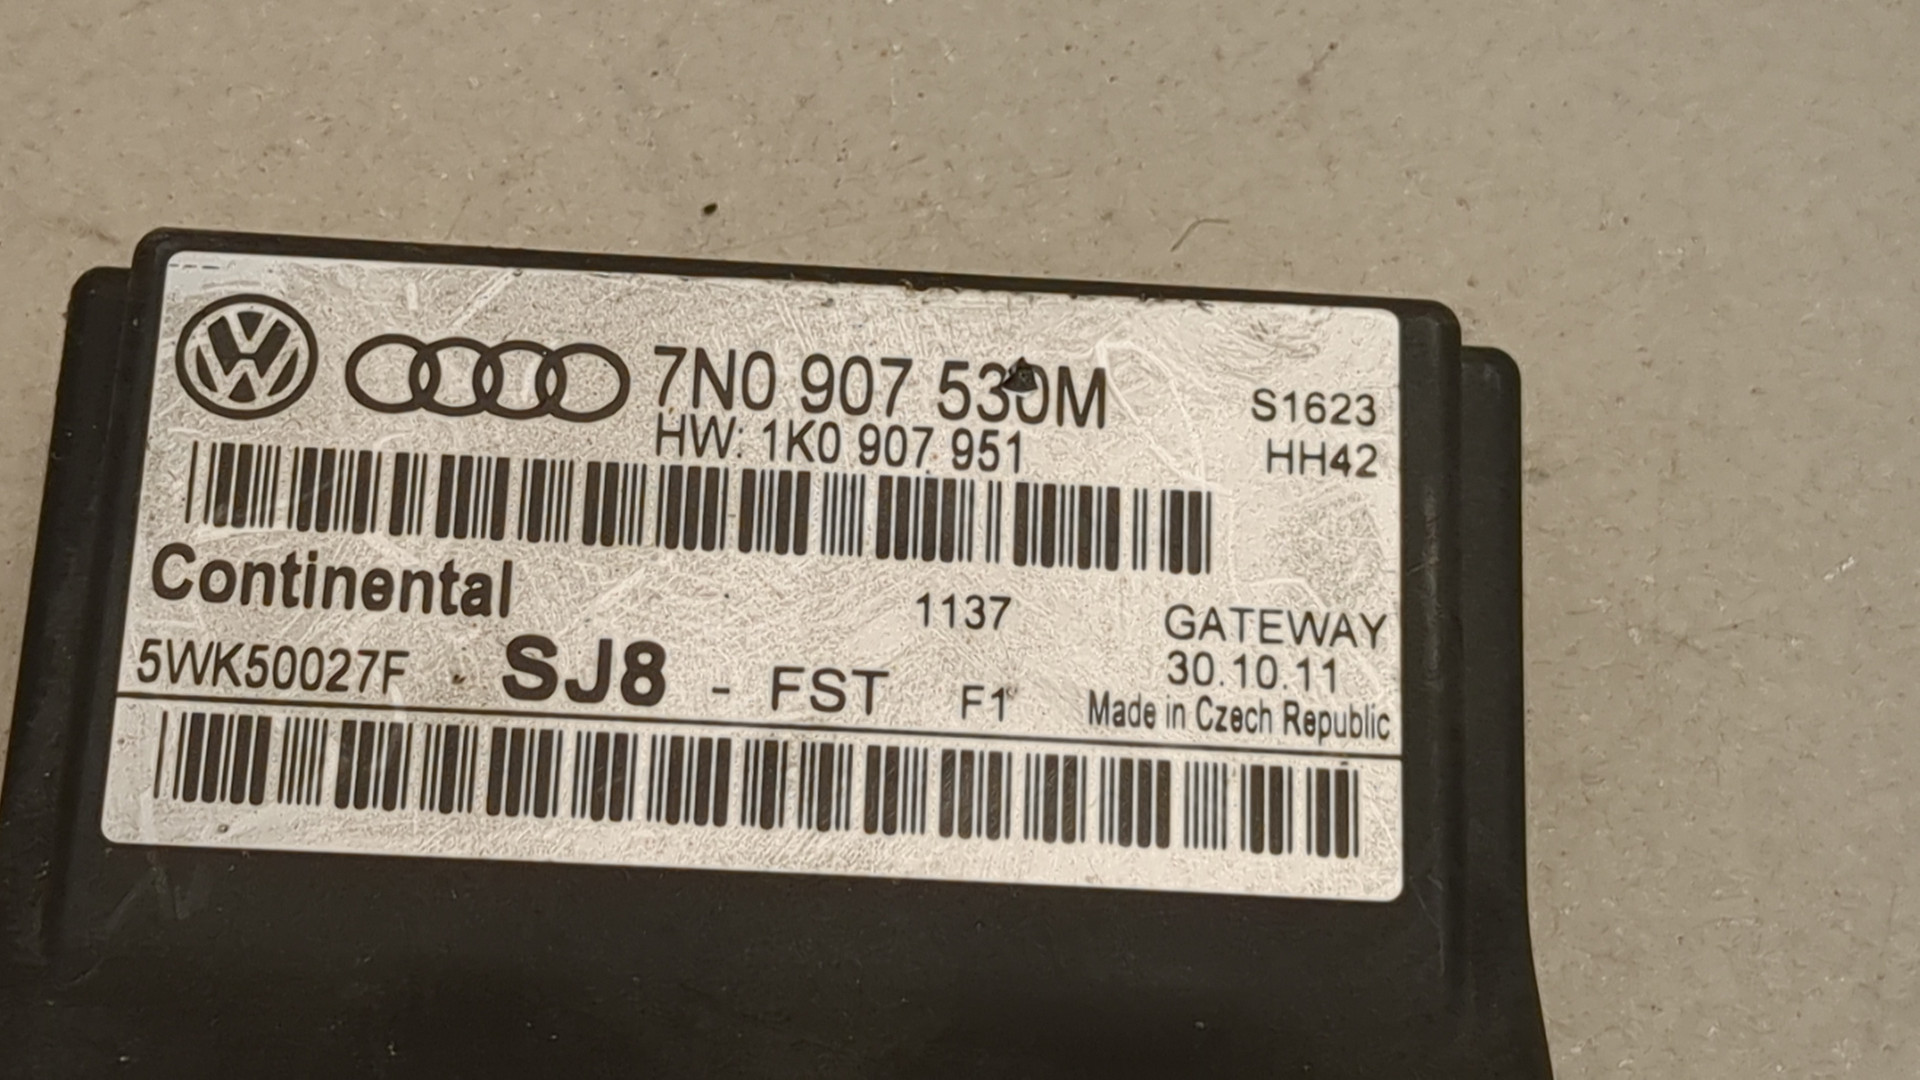 7N0 907 530M
S1623
HW: 1K0 907 951
HH42
Continental
1137
GATEWAY
5WK50027F
SJ8 - FST F1
30.10.11
Made in Czech Republic